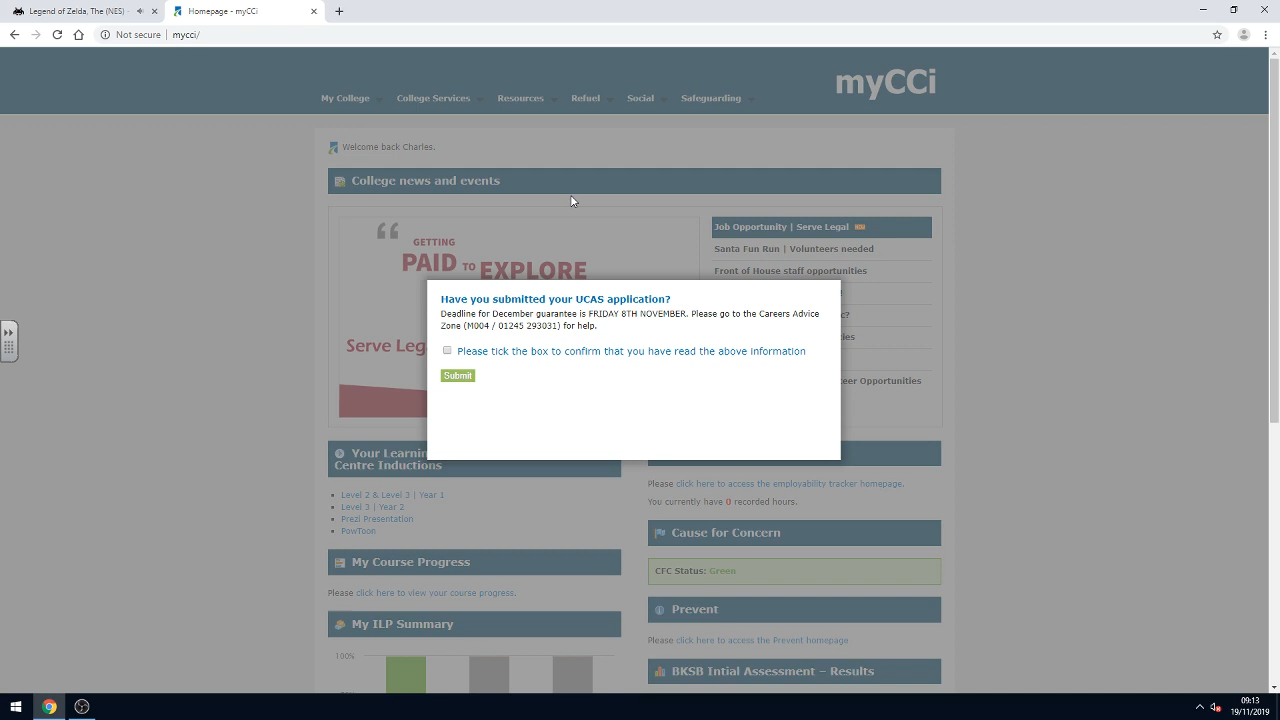 Legend of Zelda, The (NES) -
Homepage - myCCi
Not secure | mycci/
myCCi
My College
College Services
Resources
Refuel
Social
Safeguarding
Welcome back Charles.
College news and events
GETTING
PAID TO EXPLORE
Serve Leg
Job Opportunity | Serve Legal
Santa Fun Run | Volunteers needed
Front of House staff opportunities
eer Opportunities
Have you submitted your UCAS application?
Deadline for December guarantee is FRIDAY 8TH NOVEMBER. Please go to the Careers Advice
Zone (M004 / 01245 293031) for help.
Please tick the box to confirm that you have read the above information
Submit
Your Learnin
Centre Inductions
Level 2 & Level 3 | Year 1
Level 3 | Year 2
Prezi Presentation
PowToon
My Course Progress
Please click here to view your course progress.
My ILP Summary
100%
Please click here to access the employability tracker homepage.
You currently have 0 recorded hours.
Cause for Concern
CFC Status: Green
Prevent
Please click here to access the Prevent homepage
BKSB Intial Assessment – Results
09:13
19/11/2019